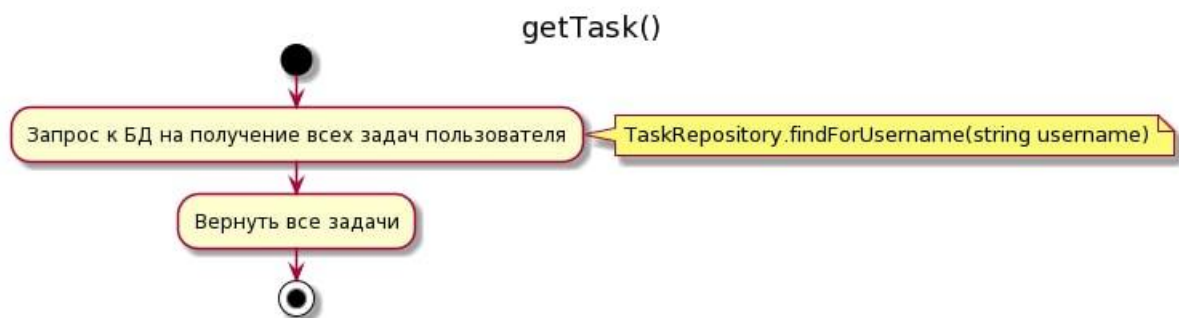 getTask()
Запрос к БД на получение всех задач пользователя
TaskRepository.findForUsername(string username)
Вернуть все задачи